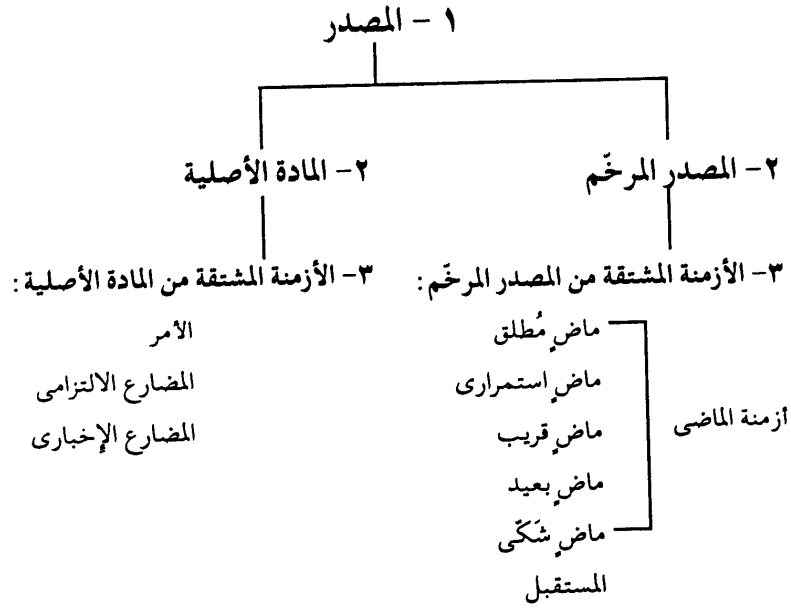 ١ - المصدر
٢- المصدر المرخّم
٢- المادة الأصلية
٣- الأزمنة المشتقة من المصدر المرخّم :
ماضٍ مُطلق
ماضٍ استمرارى
ماضٍ قريب
ماضٍ بعيد
ماضٍ شَكّى
المستقبل
أزمنة الماضى
٣- الأزمنة المشتقة من المادة الأصلية :
الأمر
المضارع الالتزامى
المضارع الإخبارى